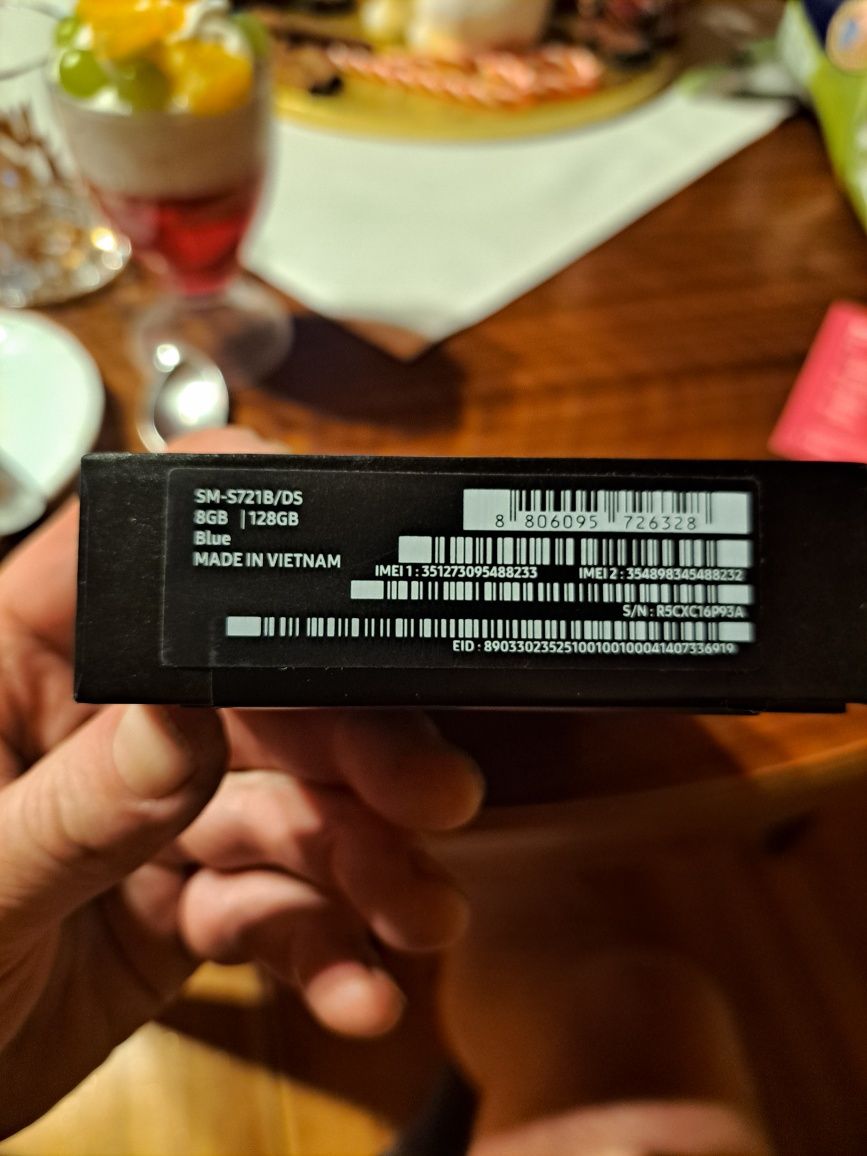 SM-S721B/DS
8GB | 128GB
Blue
MADE IN VIETNAM
8 806095 726328
IMEI 1 : 351273095488233 IMEI 2 : 354898345488232
S/N : R5CXC16P93A
EID : 89033023525100100100041407336919